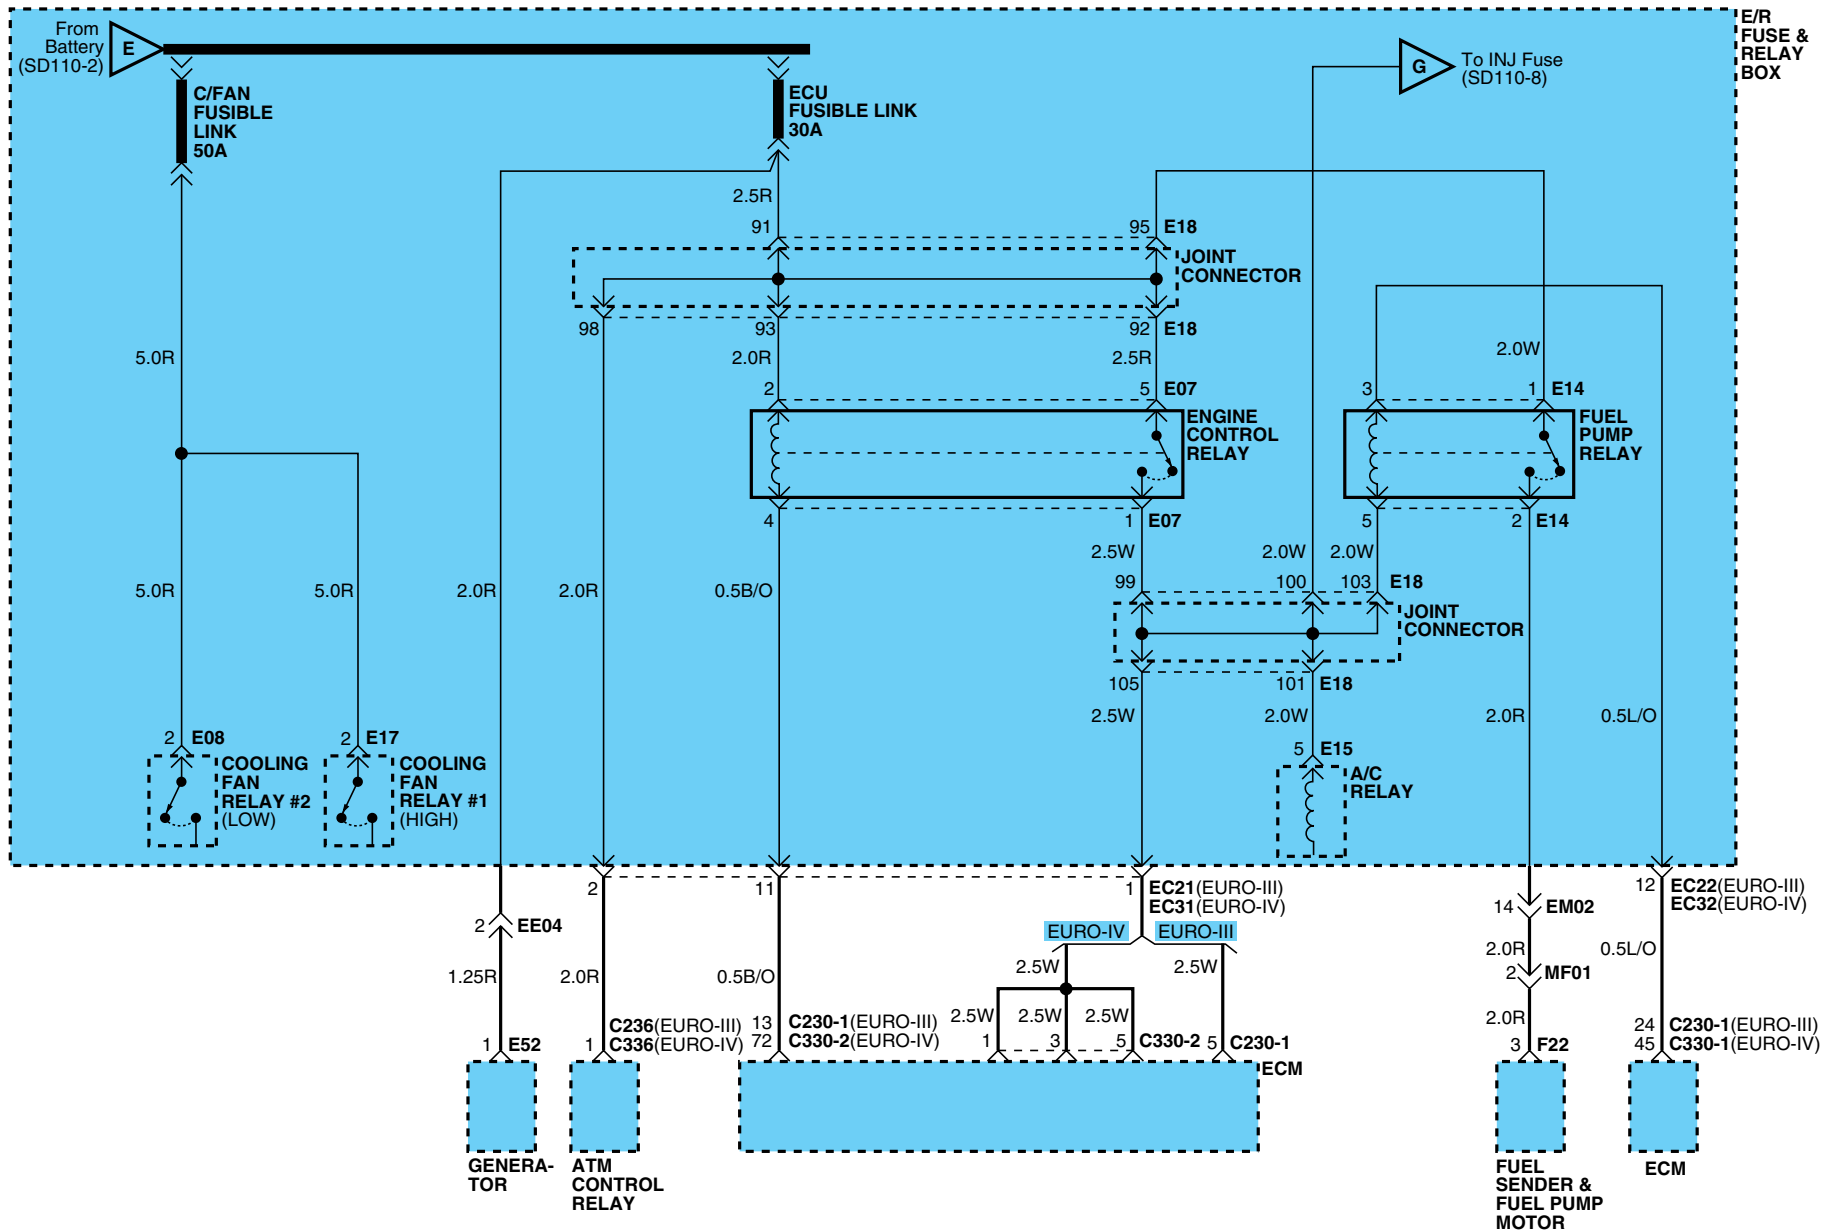 From
Battery
(SD110-2)
E
C/FAN
FUSIBLE
LINK
50A
ECU
FUSIBLE LINK
30A
G
To INJ Fuse
(SD110-8)
E/R
FUSE &
RELAY
BOX
2.5R
91
95 E18
JOINT
CONNECTOR
98
93
92 E18
5.0R
2.0R
2.5R
2.0W
2
5 E07
3
1 E14
ENGINE
CONTROL
RELAY
FUEL
PUMP
RELAY
4
1 E07
5
2 E14
2.5W
2.0W
2.0W
99
100
103 E18
5.0R
5.0R
2.0R
2.0R
0.5B/O
JOINT
CONNECTOR
105
101 E18
2.5W
2.0W
2.0R
0.5L/O
2 E08
2 E17
5 E15
COOLING
FAN
RELAY #2
(LOW)
COOLING
FAN
RELAY #1
(HIGH)
A/C
RELAY
2
11
1
EC21(EURO-III)
EC31(EURO-IV)
12
EC22(EURO-III)
EC32(EURO-IV)
14 EM02
2 EE04
EURO-IV
EURO-III
1.25R
2.0R
0.5B/O
2.5W
2.5W
2.0R
0.5L/O
2 MF01
2.5W
2.5W
2.5W
2.0R
1 E52
1
C236(EURO-III)
C336(EURO-IV)
13
72
C230-1(EURO-III)
C330-2(EURO-IV)
1
3
5 C330-2
5 C230-1
3 F22
24
45
C230-1(EURO-III)
C330-1(EURO-IV)
ECM
GENERA-
TOR
ATM
CONTROL
RELAY
FUEL
SENDER &
FUEL PUMP
MOTOR
ECM